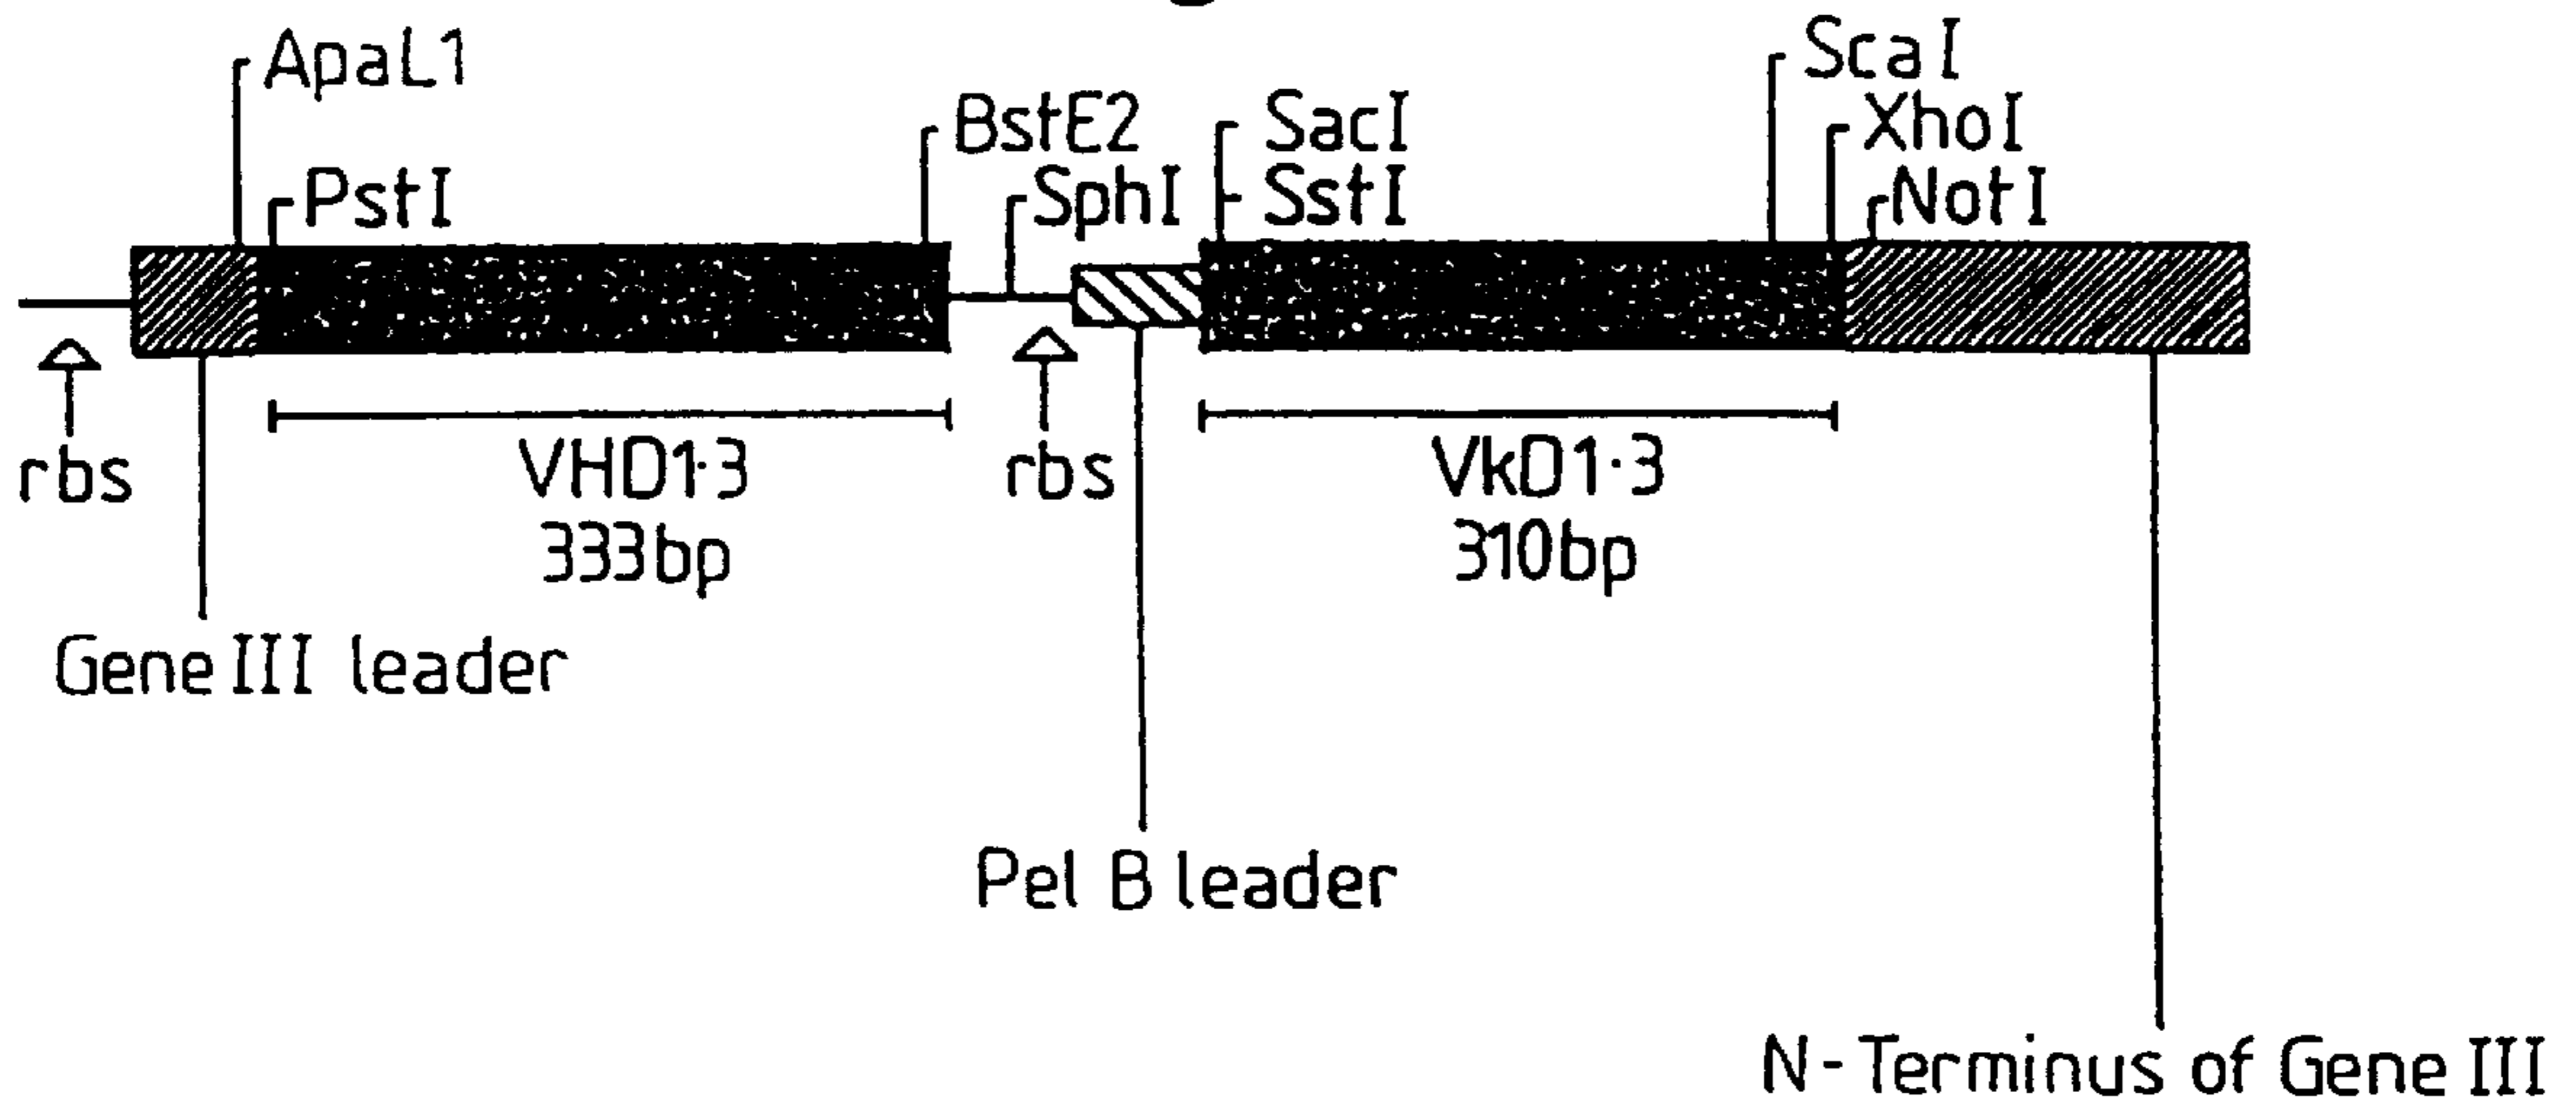 ApaL1
ScaI
BstE2
SacI
XhoI
PstI
SphI
SstI
NotI
rbs
VHD1·3
333bp
rbs
VkD1·3
310bp
Gene III leader
Pel B leader
N-Terminus of Gene III